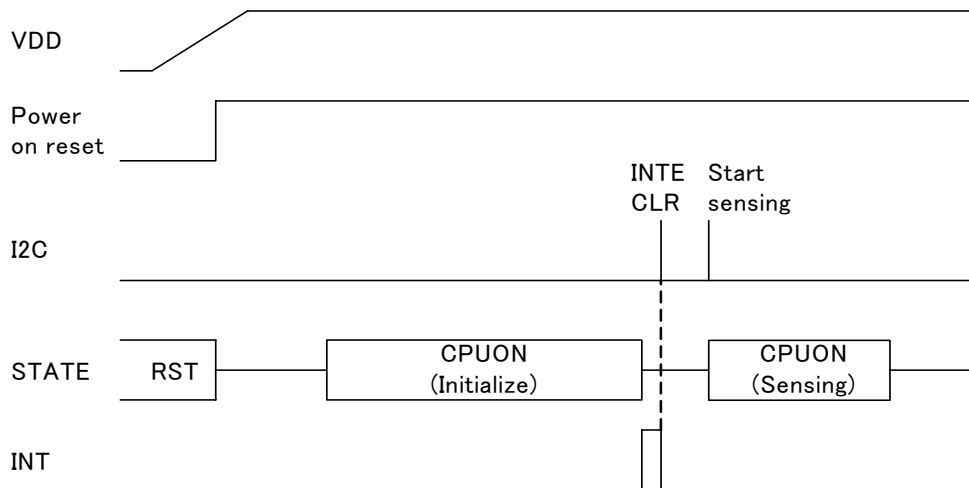 VDD
Power
on reset
INTE Start
CLR sensing
I2C
STATE RST CPUON CPUON
(Initialize) (Sensing)
INT